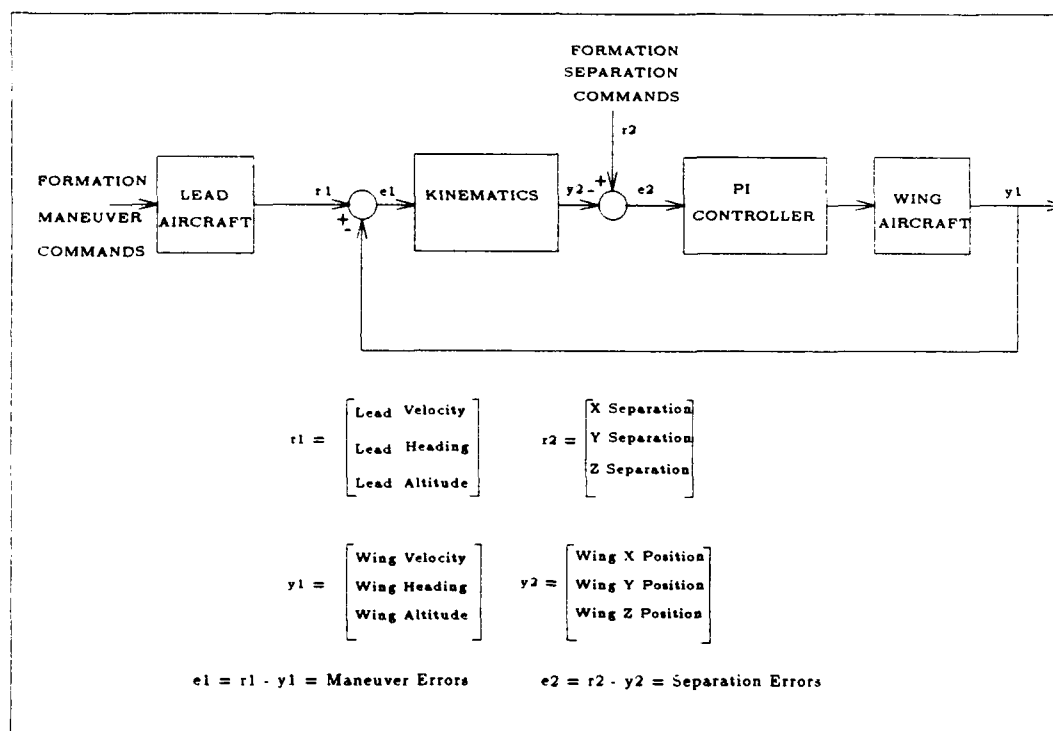 FORMATION
SEPARATION
COMMANDS
r2
FORMATION
MANEUVER
COMMANDS
LEAD
AIRCRAFT
r1
+
-
e1
KINEMATICS
y2
-
+
e2
PI
CONTROLLER
WING
AIRCRAFT
y1
r1 =
Lead Velocity
Lead Heading
Lead Altitude
r2 =
X Separation
Y Separation
Z Separation
y1 =
Wing Velocity
Wing Heading
Wing Altitude
y2 =
Wing X Position
Wing Y Position
Wing Z Position
e1 = r1 - y1 = Maneuver Errors
e2 = r2 - y2 = Separation Errors